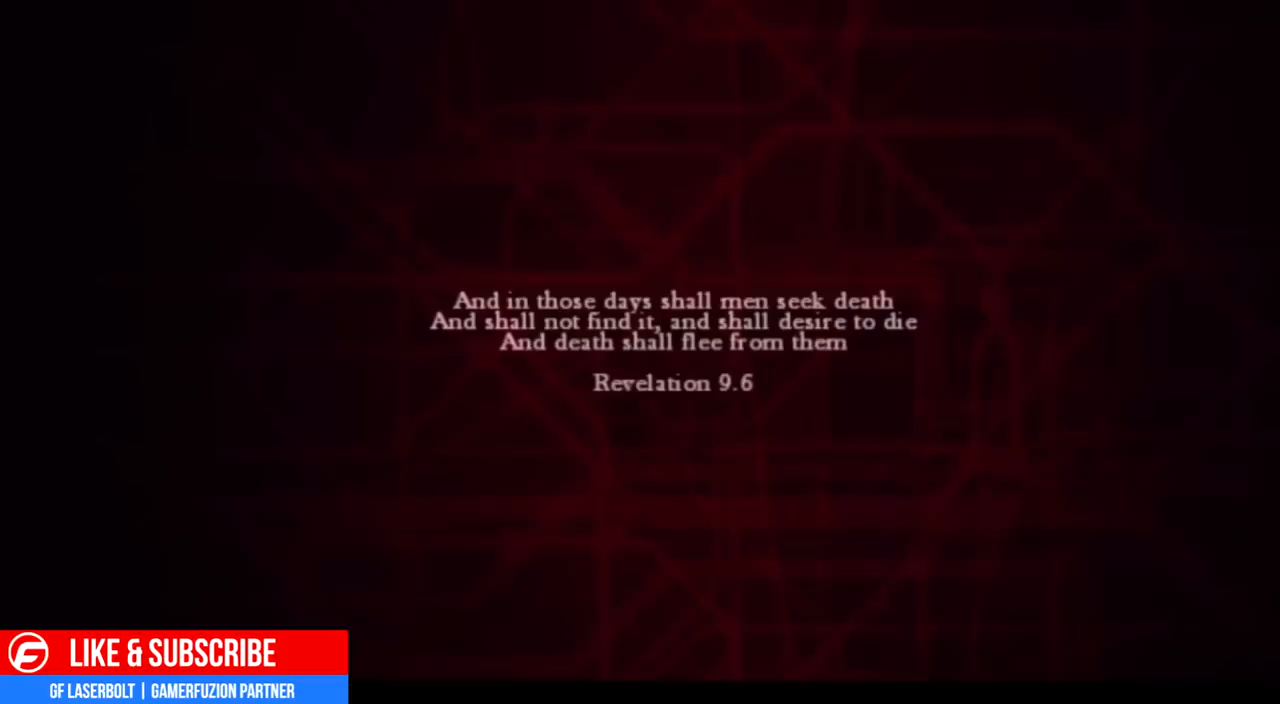 And in those days shall men seek death
And shall not find it, and shall desire to die
And death shall flee from them
Revelation 9.6
LIKE & SUBSCRIBE
GF LASERBOLT | GAMERFUZION PARTNER